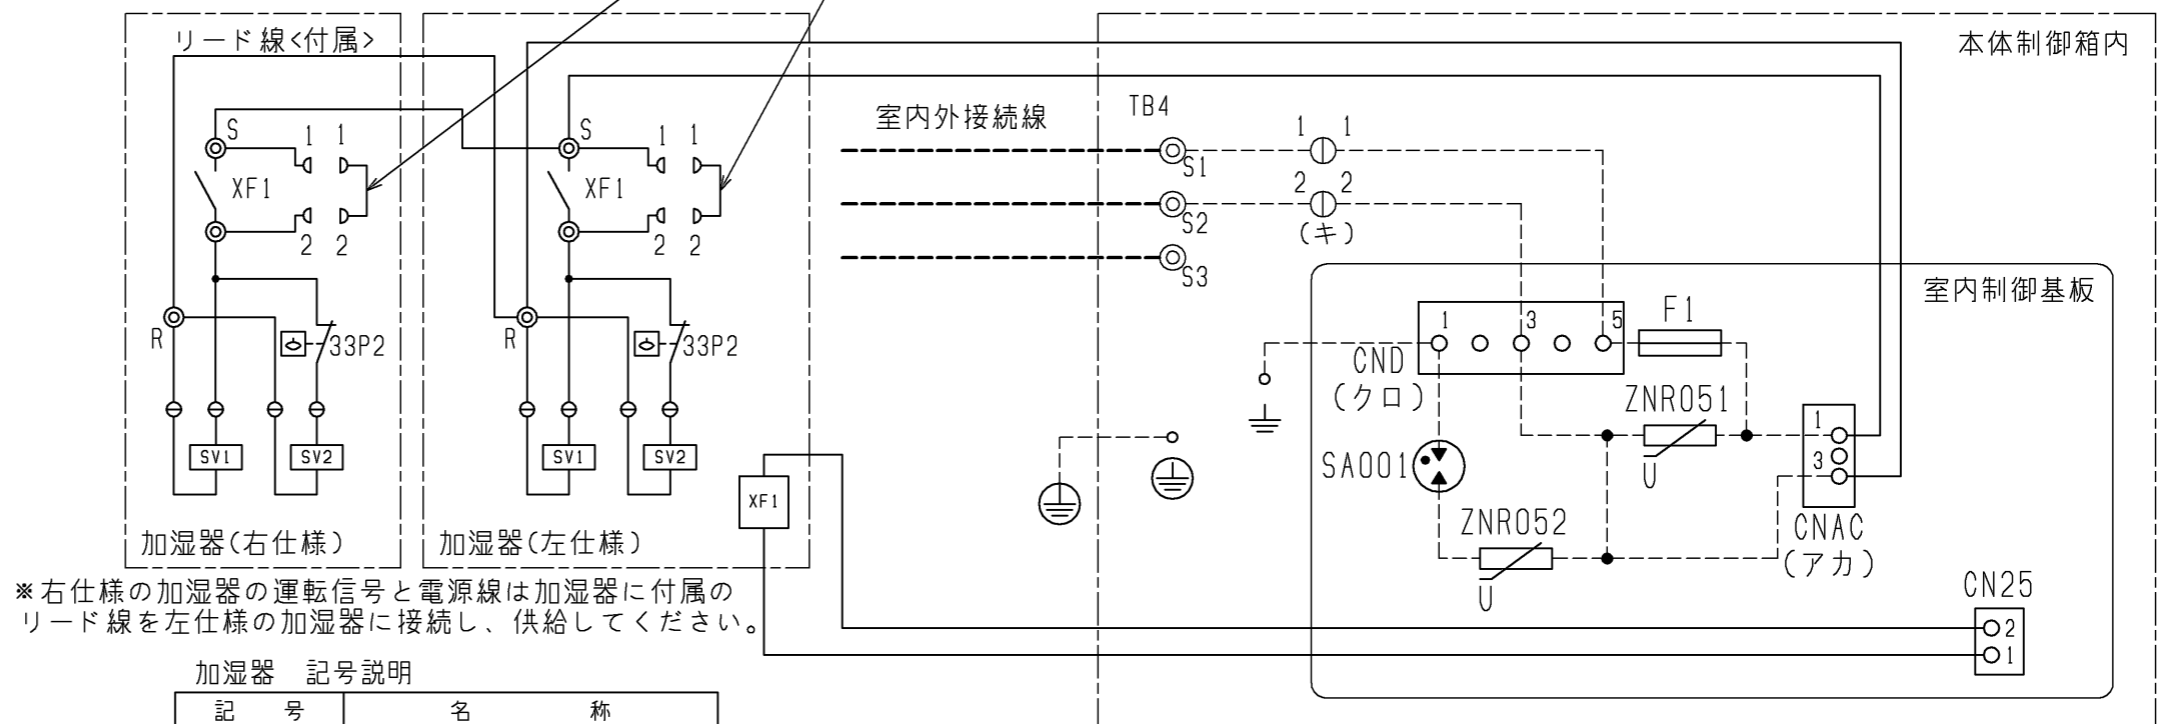 リード線<付属>
本体制御箱内
室内外接続線
TB4
S 1 1
XF1
2 2
R
33P2
SV1 SV2
加湿器(右仕様)
S 1 1
XF1
2 2
R
33P2
SV1 SV2
XF1
加湿器(左仕様)
S1
1 1
S2
2 2
(キ)
S3
室内制御基板
1 3 5
F1
CND
(クロ)
ZNR051
U
SA001
ZNR052
U
1
3
CNAC
(アカ)
CN25
2
1
※右仕様の加湿器の運転信号と電源線は加湿器に付属の
リード線を左仕様の加湿器に接続し、供給してください。
加湿器 記号説明
記 号 名 称